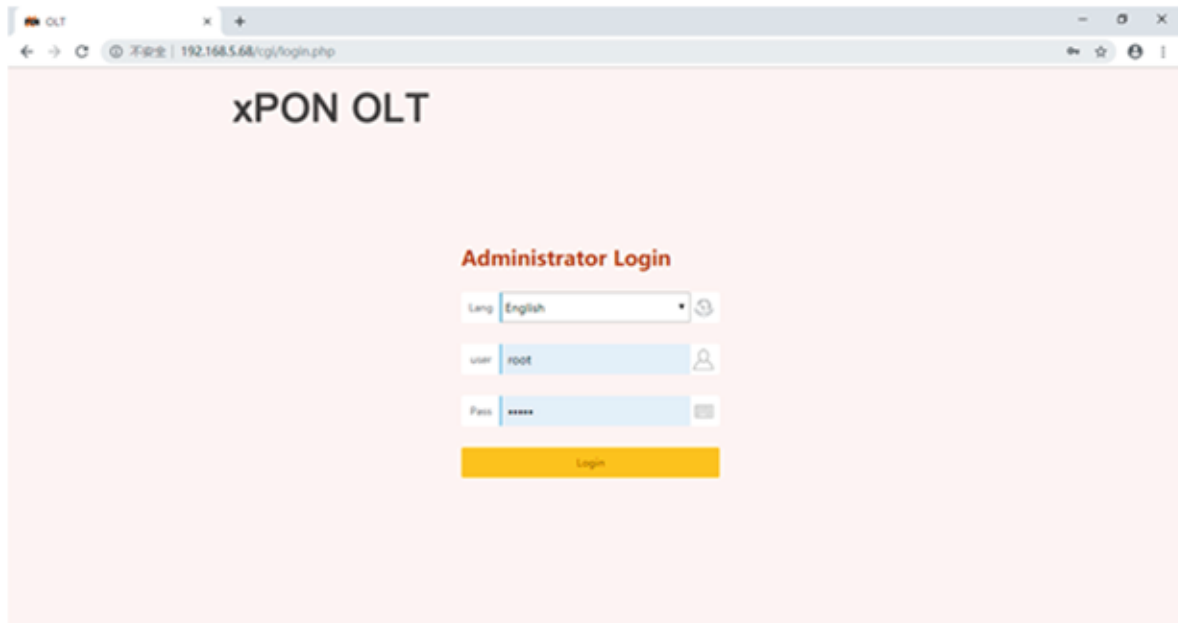 OLT
不安全 | 192.168.5.68/cgi/login.php
xPON OLT
Administrator Login
Lang English
user root
Pass •••••
Login